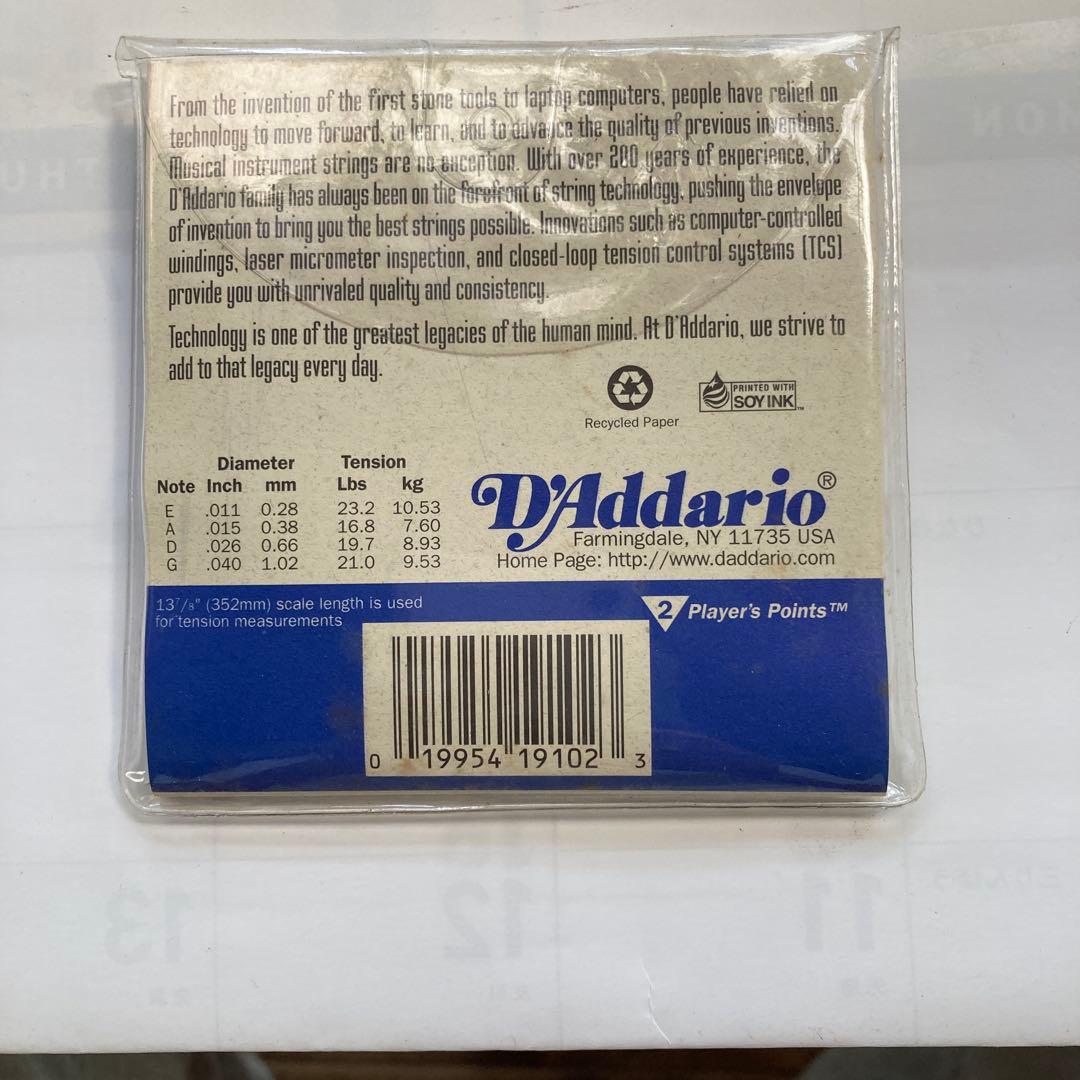 From the invention of the first stone tools to laptop computers, people have relied on
technology to move forward, to learn, and to advance the quality of previous inventions.
Musical instrument strings are no exception. With over 200 years of experience, the
D'Addario family has always been on the forefront of string technology, pushing the envelope
of invention to bring you the best strings possible. Innovations such as computer-controlled
windings, laser micrometer inspection, and closed-loop tension control systems (TCS)
provide you with unrivaled quality and consistency.
Technology is one of the greatest legacies of the human mind. At D'Addario, we strive to
add to that legacy every day.
Recycled Paper
PRINTED WITH
SOY INK™
Diameter Tension
Note Inch mm Lbs kg
E .011 0.28 23.2 10.53
A .015 0.38 16.8 7.60
D .026 0.66 19.7 8.93
G .040 1.02 21.0 9.53
D'Addario®
Farmingdale, NY 11735 USA
Home Page: http://www.daddario.com
13⁷/₈" (352mm) scale length is used
for tension measurements
2 Player's Points™
0 19954 19102 3
MON
THU
11
12
13